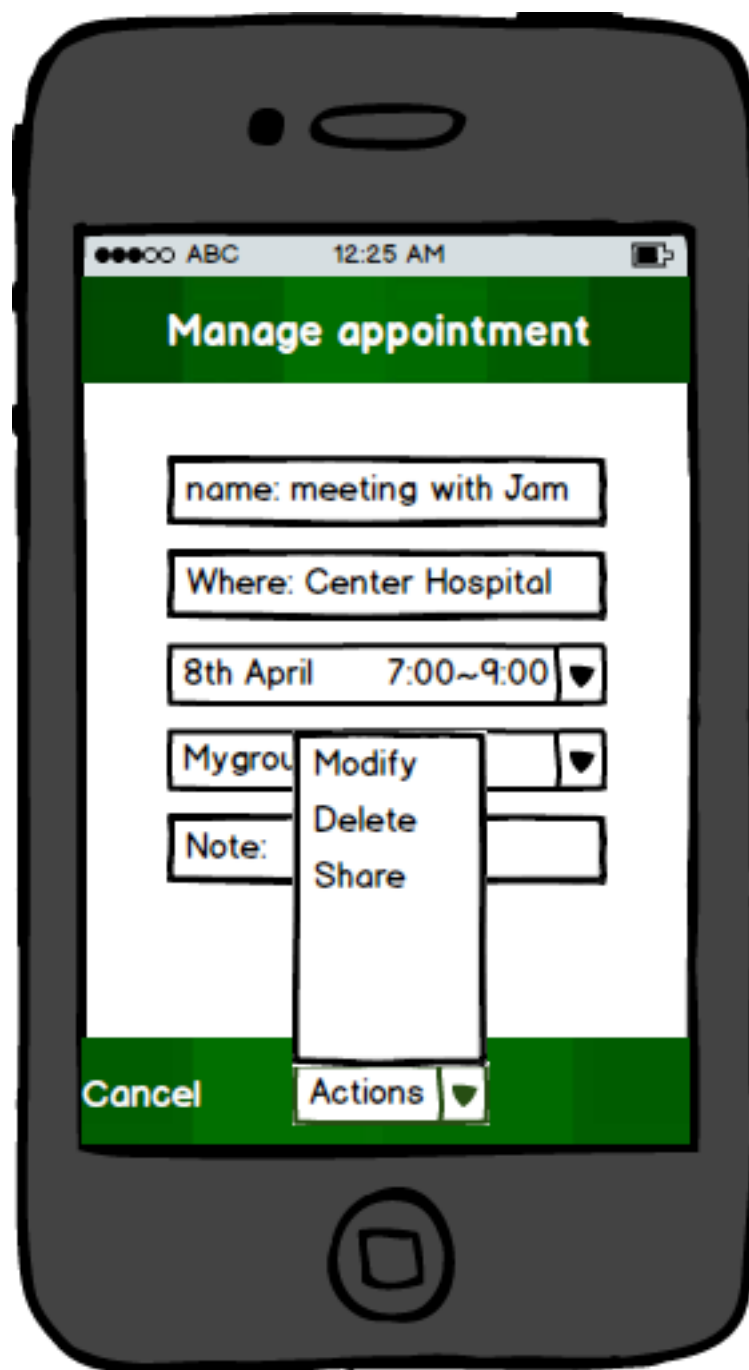 ABC 12:25 AM
Manage appointment
name: meeting with Jam
Where: Center Hospital
8th April 7:00~9:00
Mygrou
Modify
Delete
Note:
Share
Cancel Actions